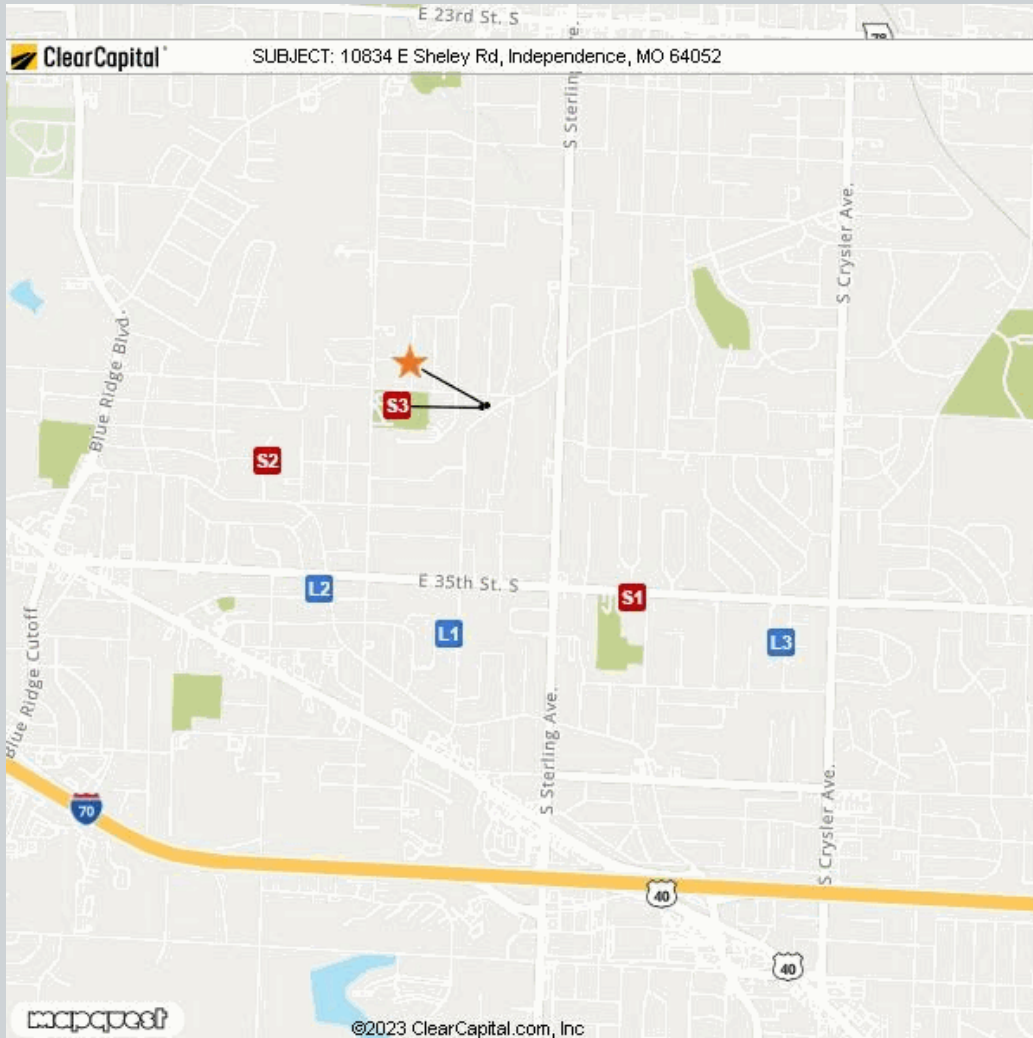 E 23rd St. S
78
ClearCapital
SUBJECT: 10834 E Sheley Rd, Independence, MO 64052
S Sterling Ave.
S Crysler Ave.
Blue Ridge Blvd.
S3
S2
E 35th St. S
L2
S1
L1
L3
Blue Ridge Cutoff
S Sterling Ave.
S Crysler Ave.
70
40
40
mapquest
©2023 ClearCapital.com, Inc